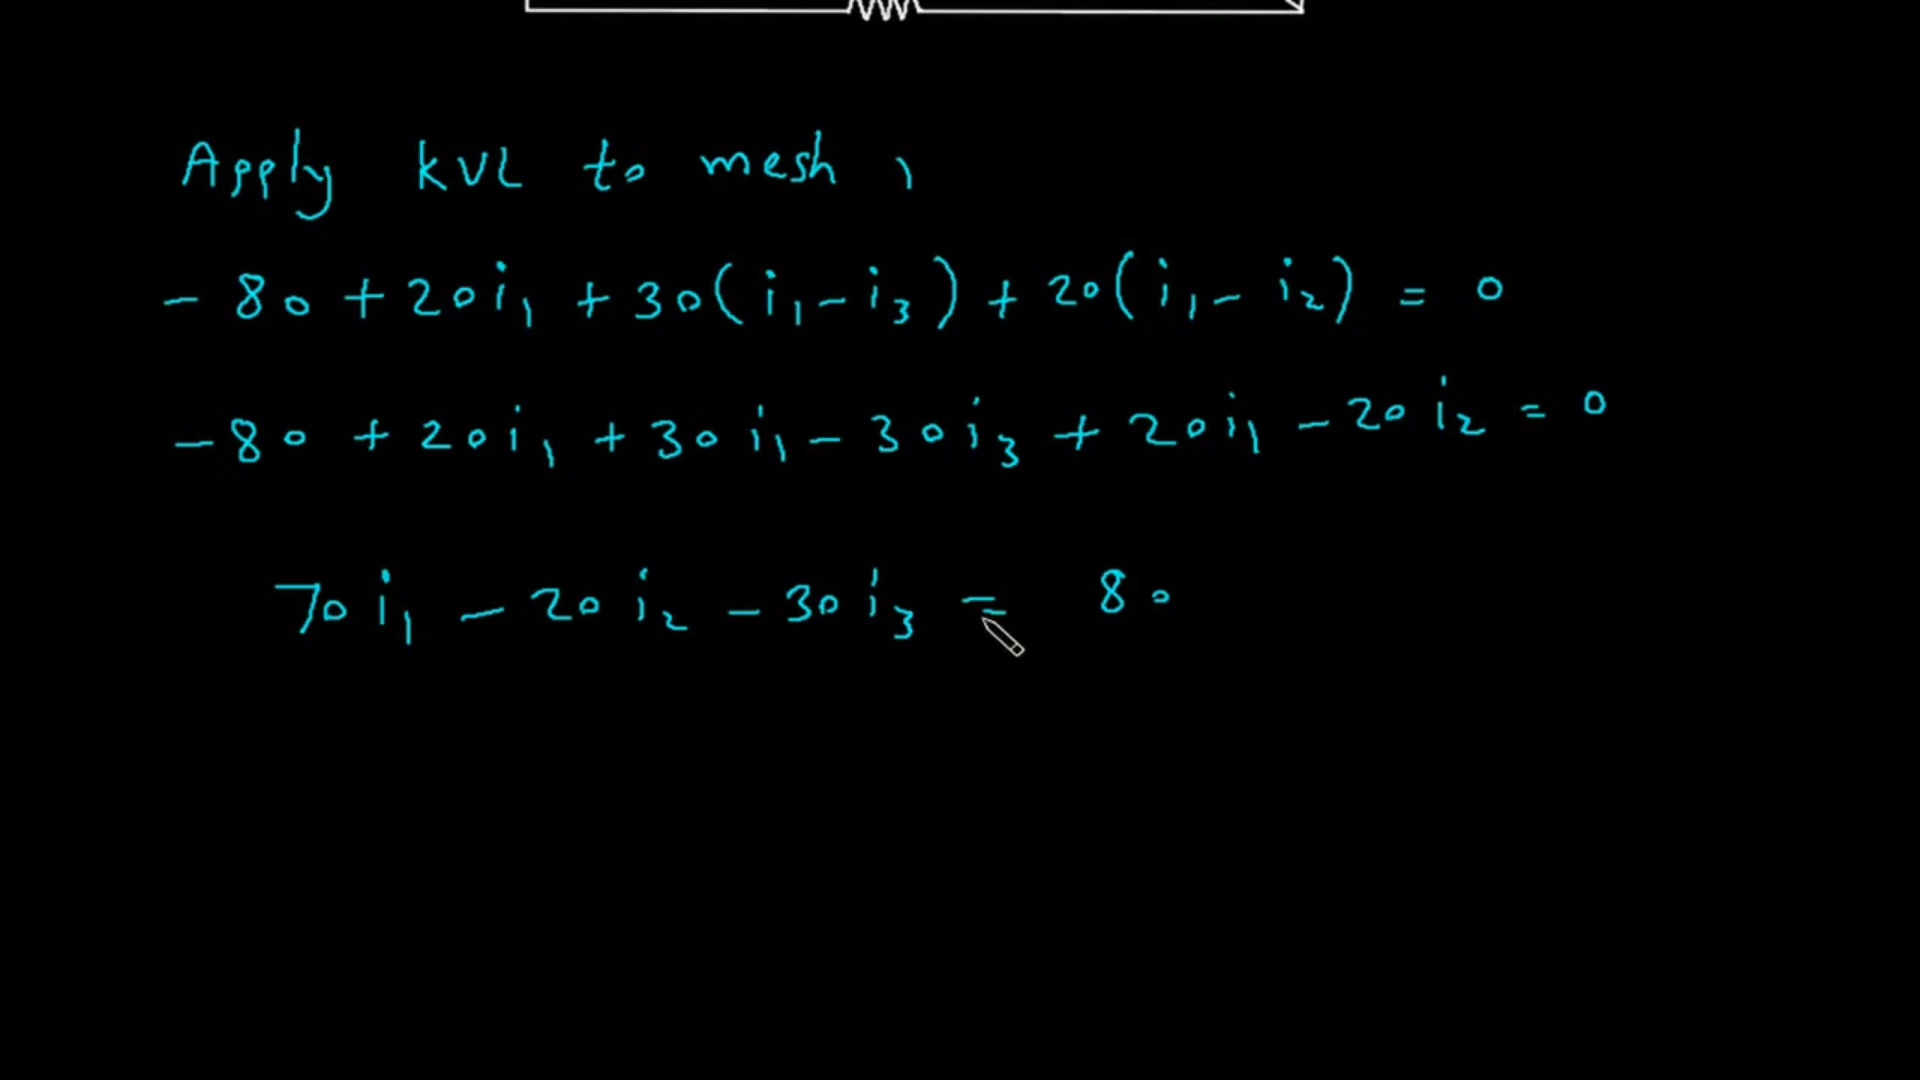 Apply KVL to mesh 1
- 80 + 20i₁ + 30(i₁ - i₃) + 20(i₁ - i₂) = 0
- 80 + 20i₁ + 30i₁ - 30i₃ + 20i₁ - 20i₂ = 0
70i₁ - 20i₂ - 30i₃ = 80